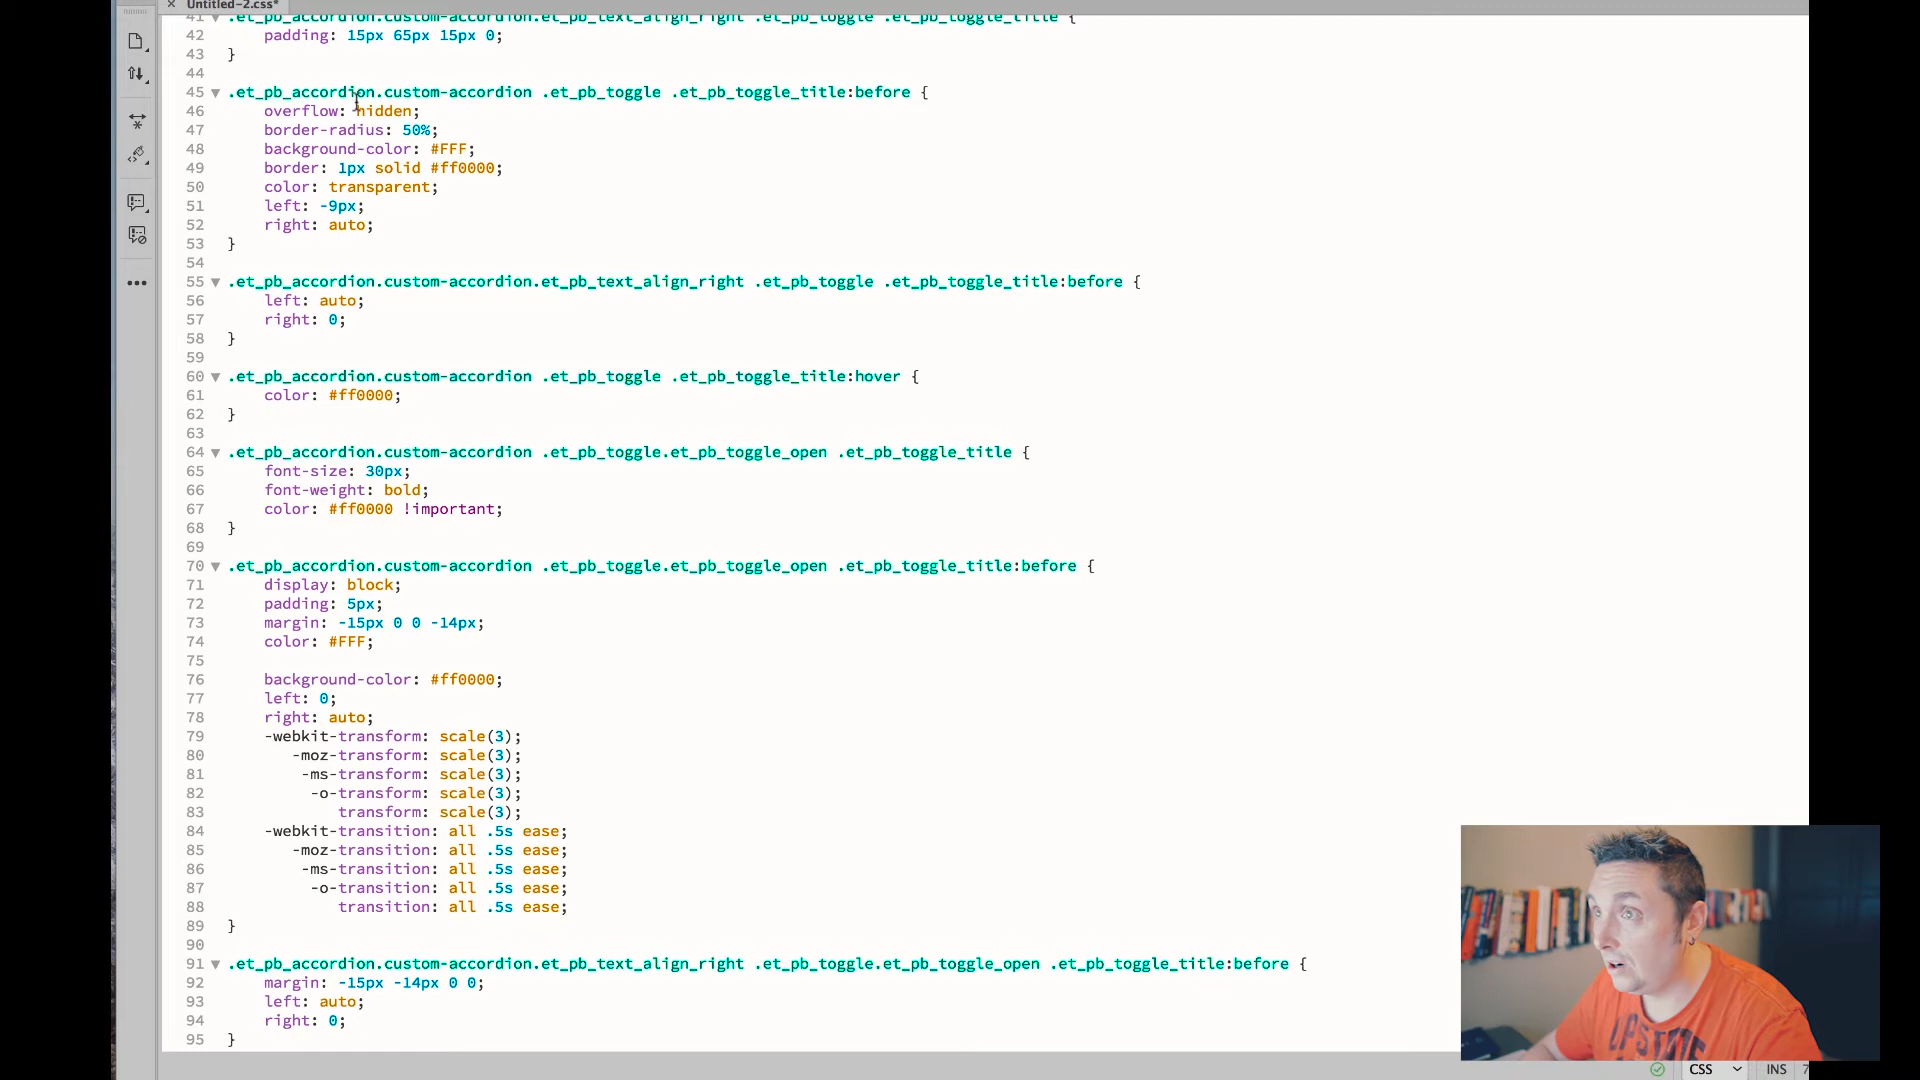 × Untitled-2.css*
41 .et_pb_accordion.custom-accordion.et_pb_text_align_right .et_pb_toggle .et_pb_toggle_title {
42 padding: 15px 65px 15px 0;
43 }
44
45 ▼ .et_pb_accordion.custom-accordion .et_pb_toggle .et_pb_toggle_title:before {
46 overflow: hidden;
47 border-radius: 50%;
48 background-color: #FFF;
49 border: 1px solid #ff0000;
50 color: transparent;
51 left: -9px;
52 right: auto;
53 }
54
55 ▼ .et_pb_accordion.custom-accordion.et_pb_text_align_right .et_pb_toggle .et_pb_toggle_title:before {
56 left: auto;
57 right: 0;
58 }
59
60 ▼ .et_pb_accordion.custom-accordion .et_pb_toggle .et_pb_toggle_title:hover {
61 color: #ff0000;
62 }
63
64 ▼ .et_pb_accordion.custom-accordion .et_pb_toggle.et_pb_toggle_open .et_pb_toggle_title {
65 font-size: 30px;
66 font-weight: bold;
67 color: #ff0000 !important;
68 }
69
70 ▼ .et_pb_accordion.custom-accordion .et_pb_toggle.et_pb_toggle_open .et_pb_toggle_title:before {
71 display: block;
72 padding: 5px;
73 margin: -15px 0 0 -14px;
74 color: #FFF;
75
76 background-color: #ff0000;
77 left: 0;
78 right: auto;
79 -webkit-transform: scale(3);
80 -moz-transform: scale(3);
81 -ms-transform: scale(3);
82 -o-transform: scale(3);
83 transform: scale(3);
84 -webkit-transition: all .5s ease;
85 -moz-transition: all .5s ease;
86 -ms-transition: all .5s ease;
87 -o-transition: all .5s ease;
88 transition: all .5s ease;
89 }
90
91 ▼ .et_pb_accordion.custom-accordion.et_pb_text_align_right .et_pb_toggle.et_pb_toggle_open .et_pb_toggle_title:before {
92 margin: -15px -14px 0 0;
93 left: auto;
94 right: 0;
95 }
CSS INS